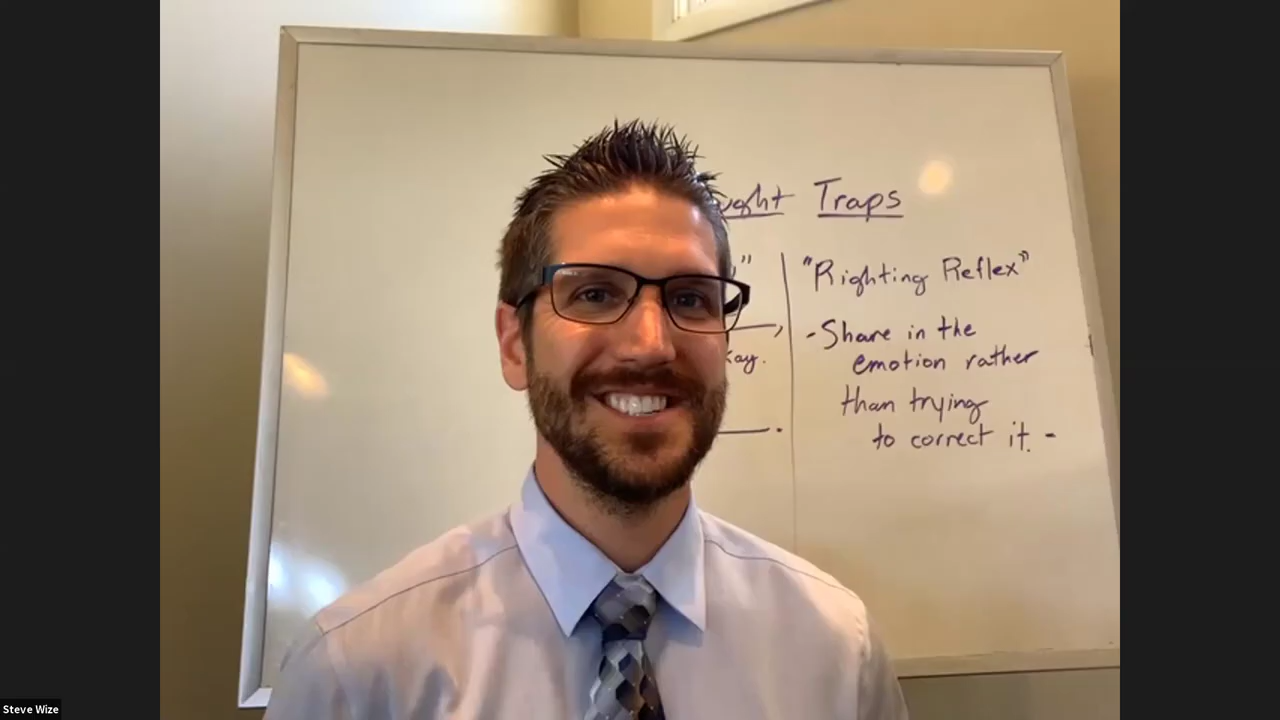 Traps
"Righting Reflex"
- Share in the
emotion rather
than trying
to correct it. -
Steve Wize